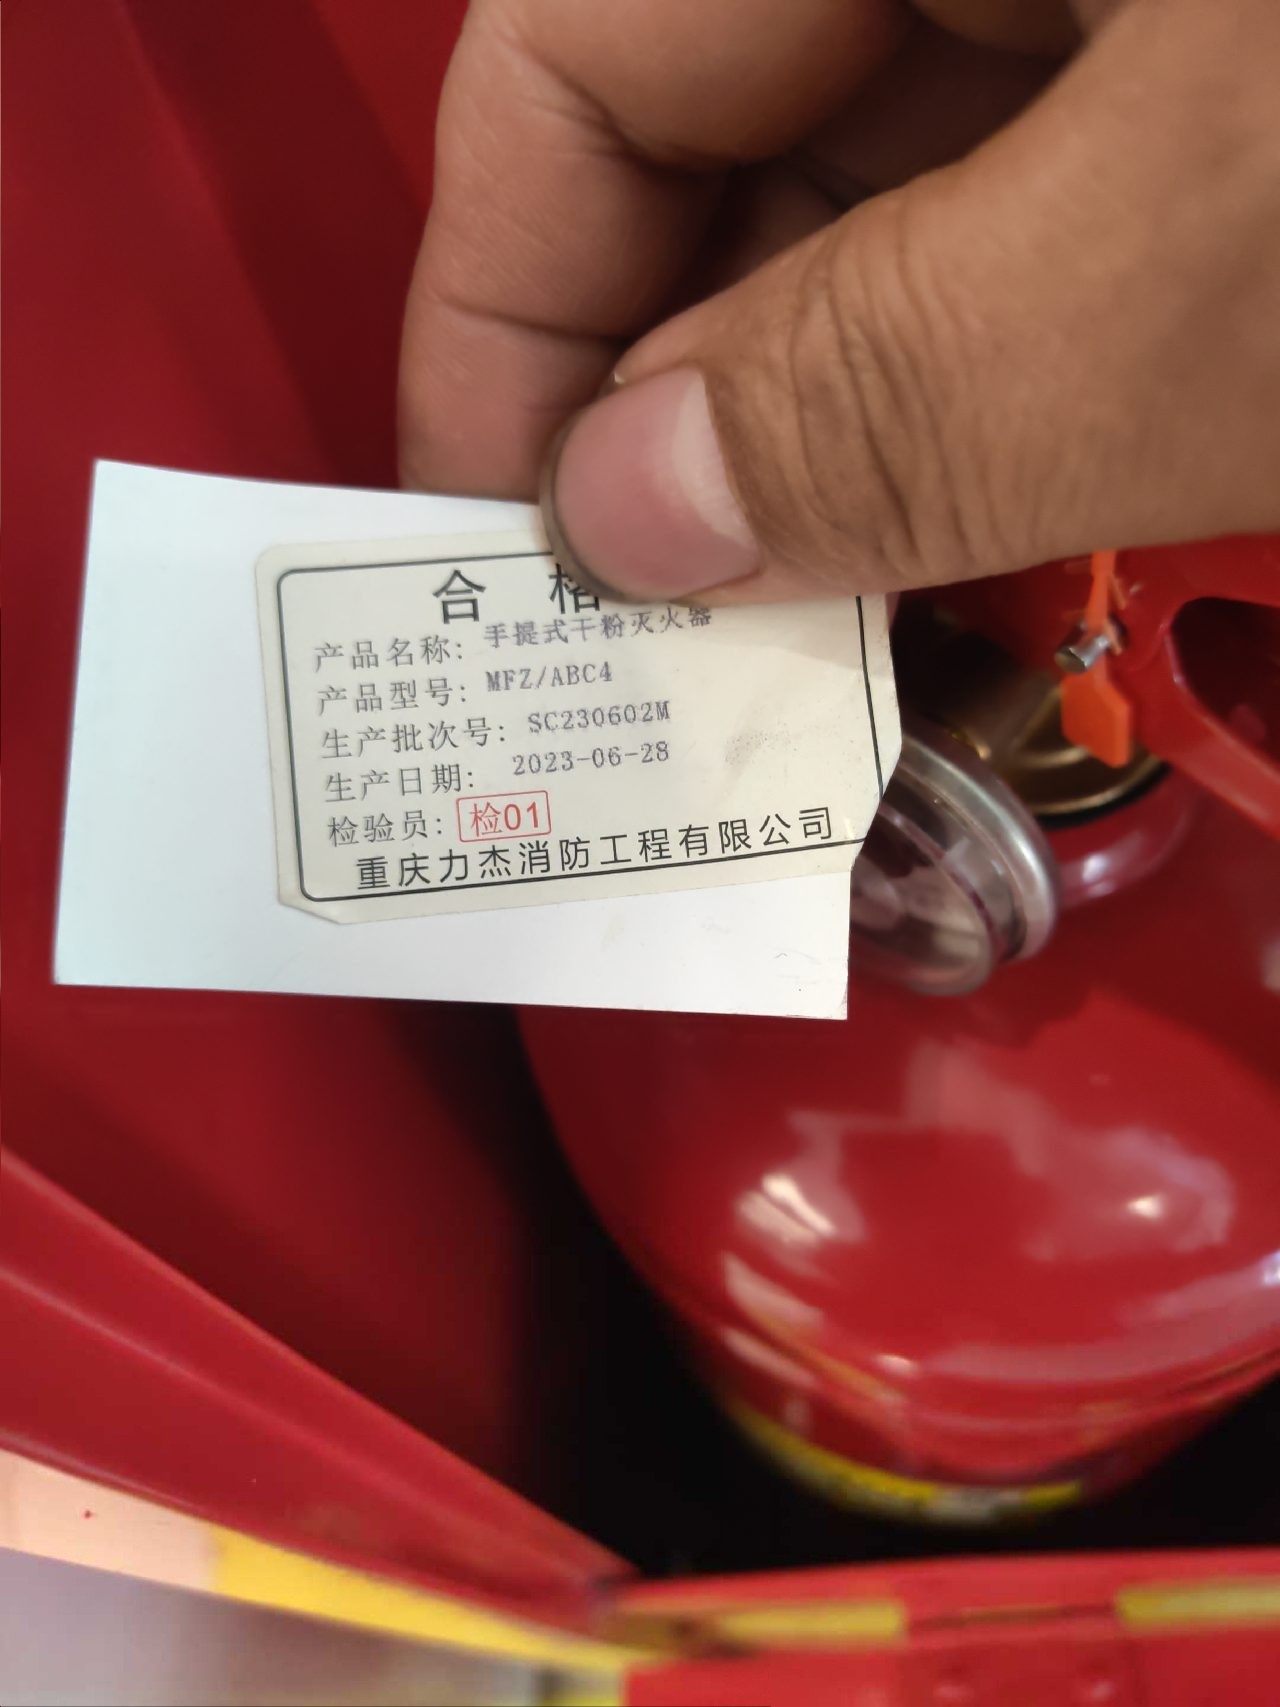 合 格
产品名称: 手提式干粉灭火器
产品型号: MFZ/ABC4
生产批次号: SC230602M
生产日期: 2023-06-28
检验员: 检01
重庆力杰消防工程有限公司